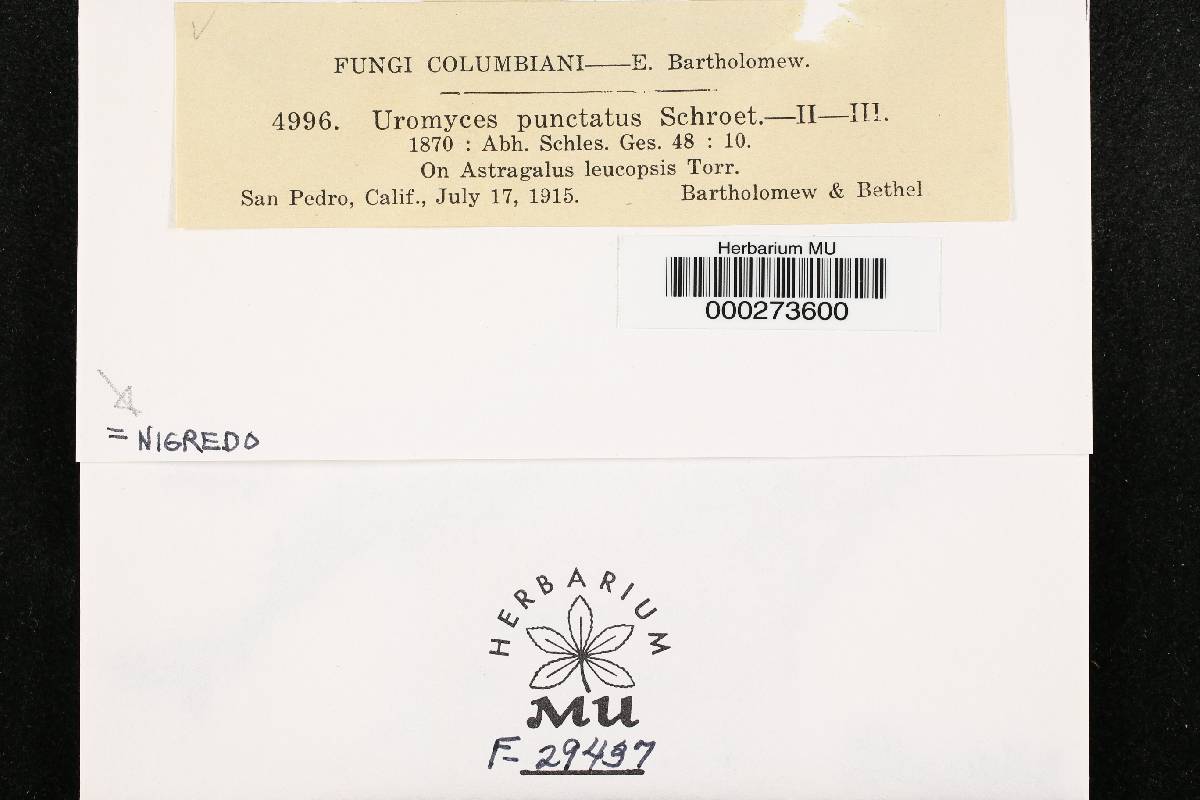 FUNGI COLUMBIANI——E. Bartholomew.
4996. Uromyces punctatus Schroet.—II—III.
1870 : Abh. Schles. Ges. 48 : 10.
On Astragalus leucopsis Torr.
San Pedro, Calif., July 17, 1915. Bartholomew & Bethel
Herbarium MU
000273600
= NIGREDO
HERBARIUM
MU
F- 29437